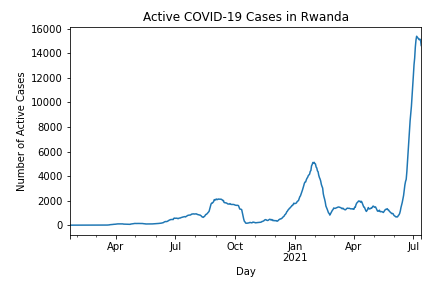 Active COVID-19 Cases in Rwanda
16000
14000
12000
10000
8000
6000
4000
2000
0
Number of Active Cases
Apr
Jul
Oct
Jan
2021
Apr
Jul
Day